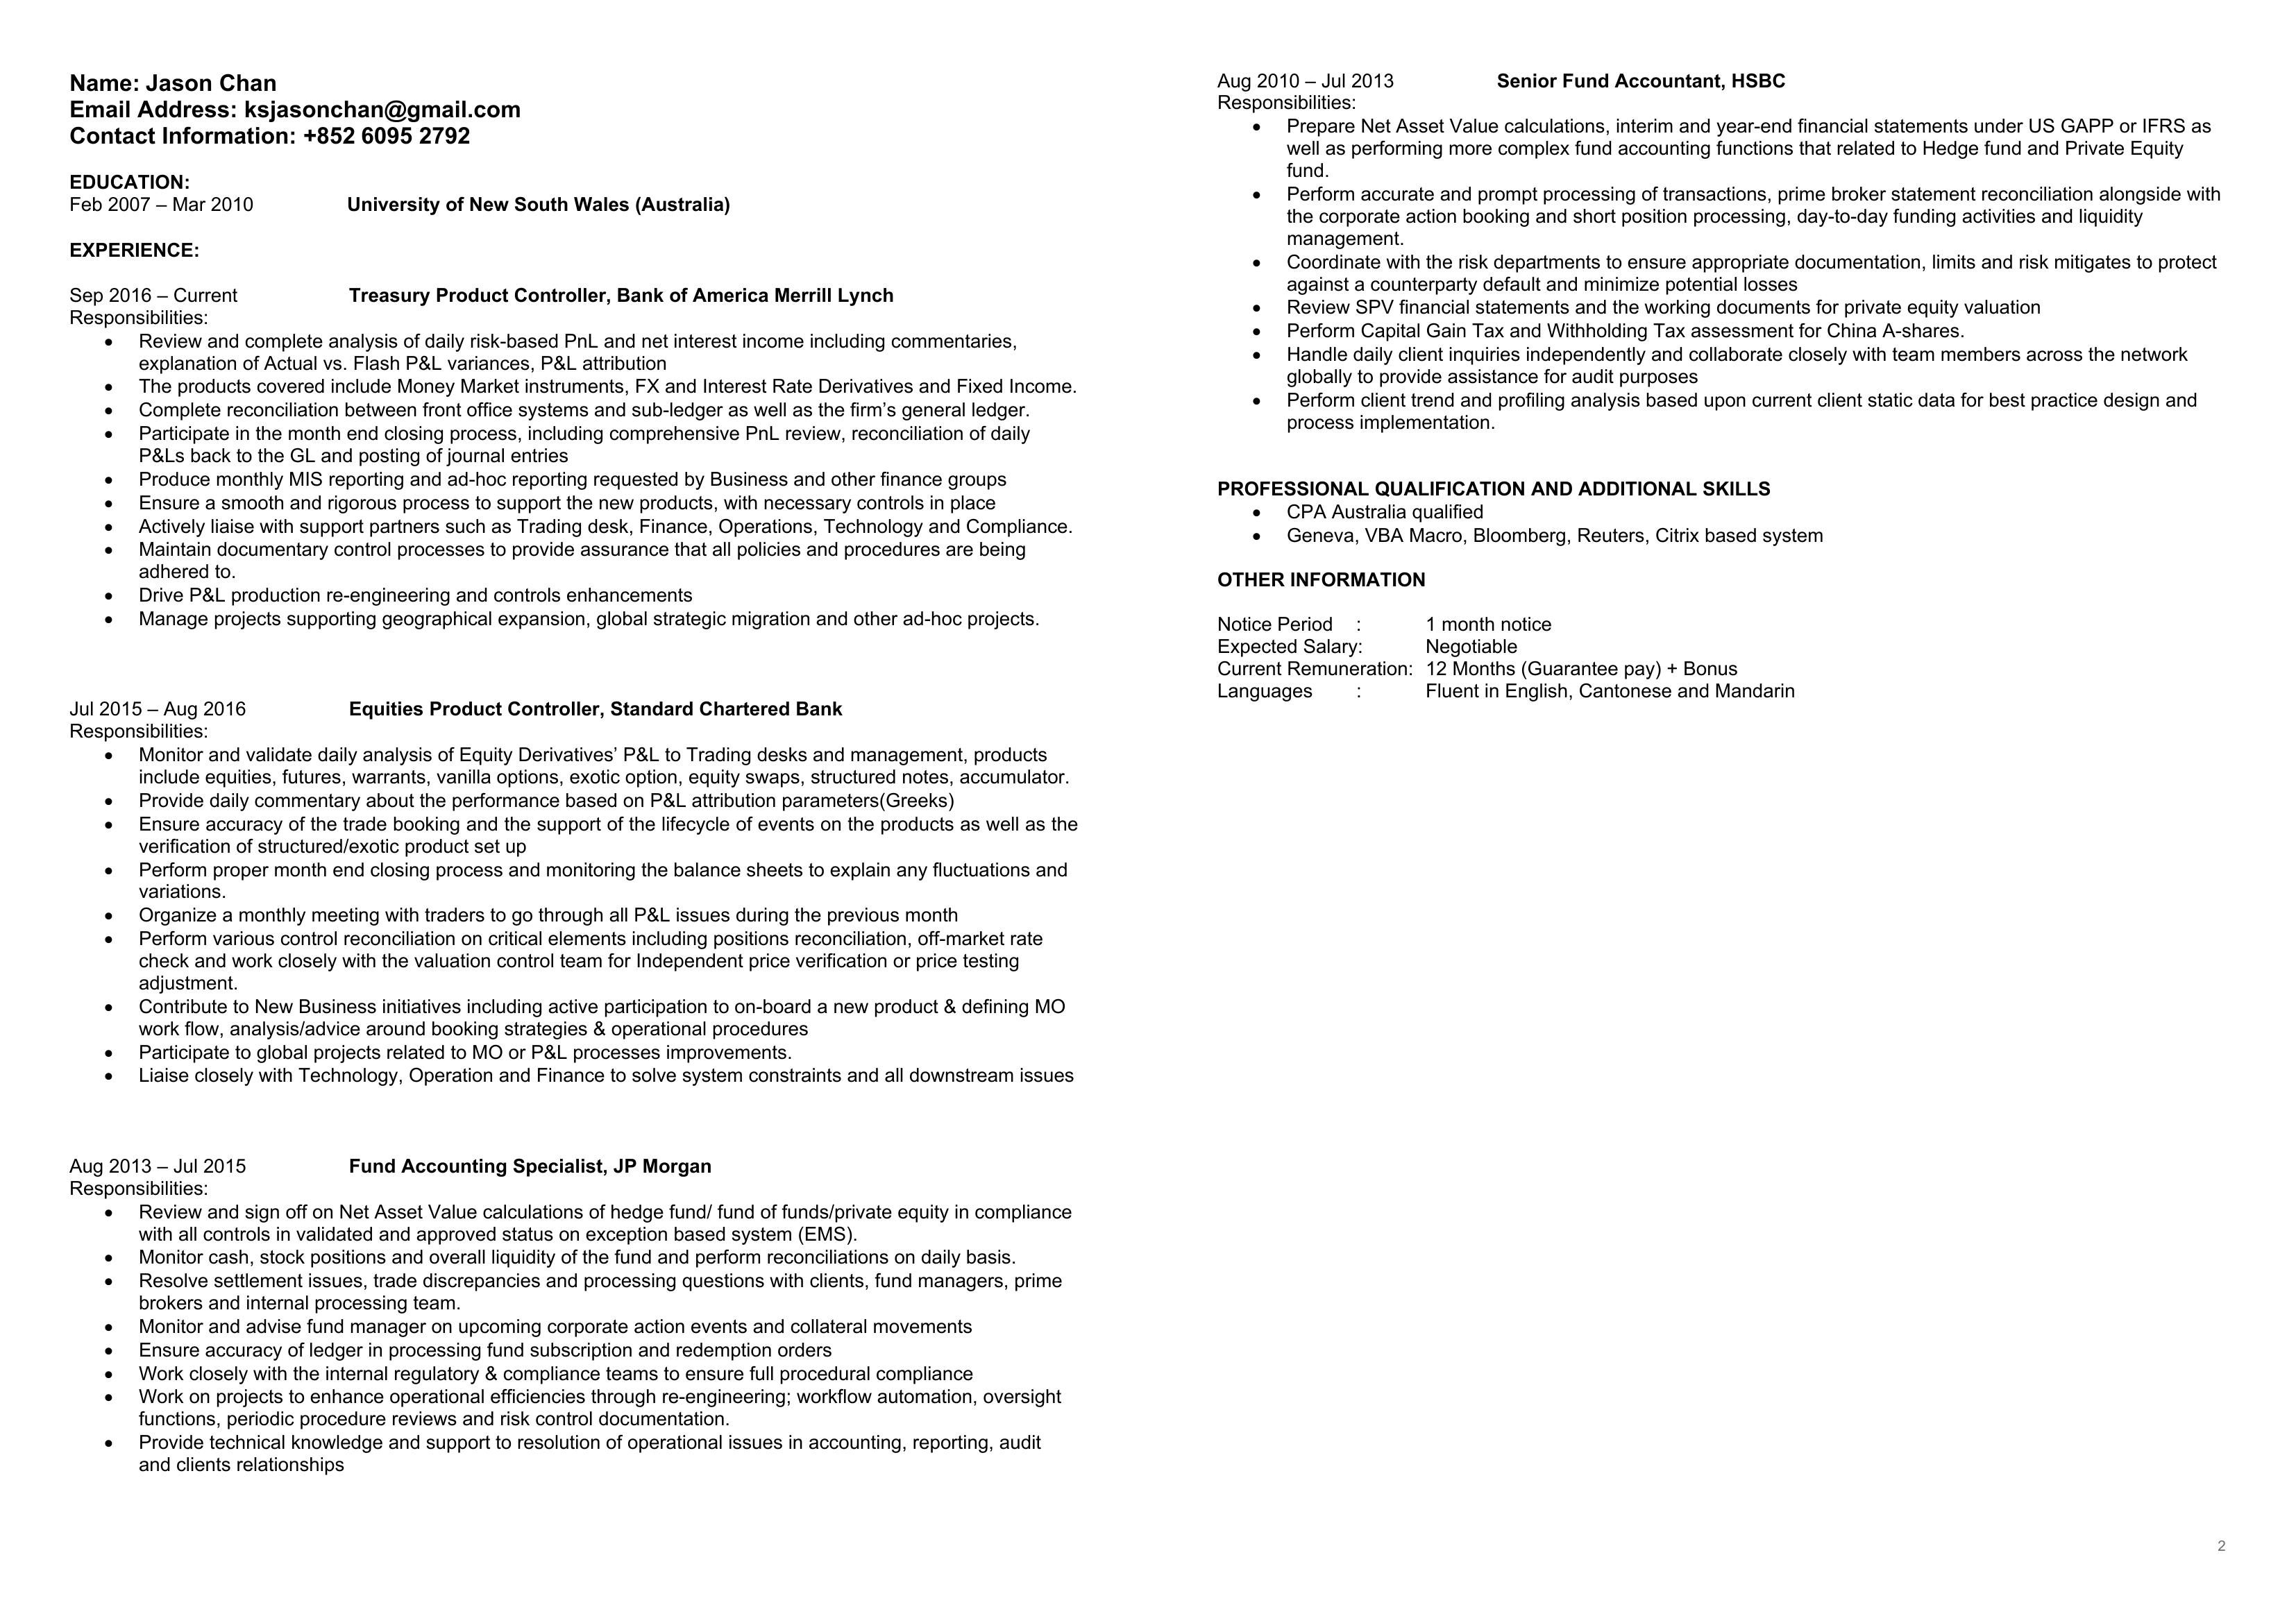 Name: Jason Chan
Email Address: ksjasonchan@gmail.com
Contact Information: +852 6095 2792
EDUCATION:
Feb 2007 – Mar 2010 University of New South Wales (Australia)
EXPERIENCE:
Sep 2016 – Current Treasury Product Controller, Bank of America Merrill Lynch
Responsibilities:
• Review and complete analysis of daily risk-based PnL and net interest income including commentaries,
explanation of Actual vs. Flash P&L variances, P&L attribution
• The products covered include Money Market instruments, FX and Interest Rate Derivatives and Fixed Income.
• Complete reconciliation between front office systems and sub-ledger as well as the firm's general ledger.
• Participate in the month end closing process, including comprehensive PnL review, reconciliation of daily
P&Ls back to the GL and posting of journal entries
• Produce monthly MIS reporting and ad-hoc reporting requested by Business and other finance groups
• Ensure a smooth and rigorous process to support the new products, with necessary controls in place
• Actively liaise with support partners such as Trading desk, Finance, Operations, Technology and Compliance.
• Maintain documentary control processes to provide assurance that all policies and procedures are being
adhered to.
• Drive P&L production re-engineering and controls enhancements
• Manage projects supporting geographical expansion, global strategic migration and other ad-hoc projects.
Jul 2015 – Aug 2016 Equities Product Controller, Standard Chartered Bank
Responsibilities:
• Monitor and validate daily analysis of Equity Derivatives' P&L to Trading desks and management, products
include equities, futures, warrants, vanilla options, exotic option, equity swaps, structured notes, accumulator.
• Provide daily commentary about the performance based on P&L attribution parameters(Greeks)
• Ensure accuracy of the trade booking and the support of the lifecycle of events on the products as well as the
verification of structured/exotic product set up
• Perform proper month end closing process and monitoring the balance sheets to explain any fluctuations and
variations.
• Organize a monthly meeting with traders to go through all P&L issues during the previous month
• Perform various control reconciliation on critical elements including positions reconciliation, off-market rate
check and work closely with the valuation control team for Independent price verification or price testing
adjustment.
• Contribute to New Business initiatives including active participation to on-board a new product & defining MO
work flow, analysis/advice around booking strategies & operational procedures
• Participate to global projects related to MO or P&L processes improvements.
• Liaise closely with Technology, Operation and Finance to solve system constraints and all downstream issues
Aug 2013 – Jul 2015 Fund Accounting Specialist, JP Morgan
Responsibilities:
• Review and sign off on Net Asset Value calculations of hedge fund/ fund of funds/private equity in compliance
with all controls in validated and approved status on exception based system (EMS).
• Monitor cash, stock positions and overall liquidity of the fund and perform reconciliations on daily basis.
• Resolve settlement issues, trade discrepancies and processing questions with clients, fund managers, prime
brokers and internal processing team.
• Monitor and advise fund manager on upcoming corporate action events and collateral movements
• Ensure accuracy of ledger in processing fund subscription and redemption orders
• Work closely with the internal regulatory & compliance teams to ensure full procedural compliance
• Work on projects to enhance operational efficiencies through re-engineering; workflow automation, oversight
functions, periodic procedure reviews and risk control documentation.
• Provide technical knowledge and support to resolution of operational issues in accounting, reporting, audit
and clients relationships
Aug 2010 – Jul 2013 Senior Fund Accountant, HSBC
Responsibilities:
• Prepare Net Asset Value calculations, interim and year-end financial statements under US GAPP or IFRS as
well as performing more complex fund accounting functions that related to Hedge fund and Private Equity
fund.
• Perform accurate and prompt processing of transactions, prime broker statement reconciliation alongside with
the corporate action booking and short position processing, day-to-day funding activities and liquidity
management.
• Coordinate with the risk departments to ensure appropriate documentation, limits and risk mitigates to protect
against a counterparty default and minimize potential losses
• Review SPV financial statements and the working documents for private equity valuation
• Perform Capital Gain Tax and Withholding Tax assessment for China A-shares.
• Handle daily client inquiries independently and collaborate closely with team members across the network
globally to provide assistance for audit purposes
• Perform client trend and profiling analysis based upon current client static data for best practice design and
process implementation.
PROFESSIONAL QUALIFICATION AND ADDITIONAL SKILLS
• CPA Australia qualified
• Geneva, VBA Macro, Bloomberg, Reuters, Citrix based system
OTHER INFORMATION
Notice Period : 1 month notice
Expected Salary: Negotiable
Current Remuneration: 12 Months (Guarantee pay) + Bonus
Languages : Fluent in English, Cantonese and Mandarin
2